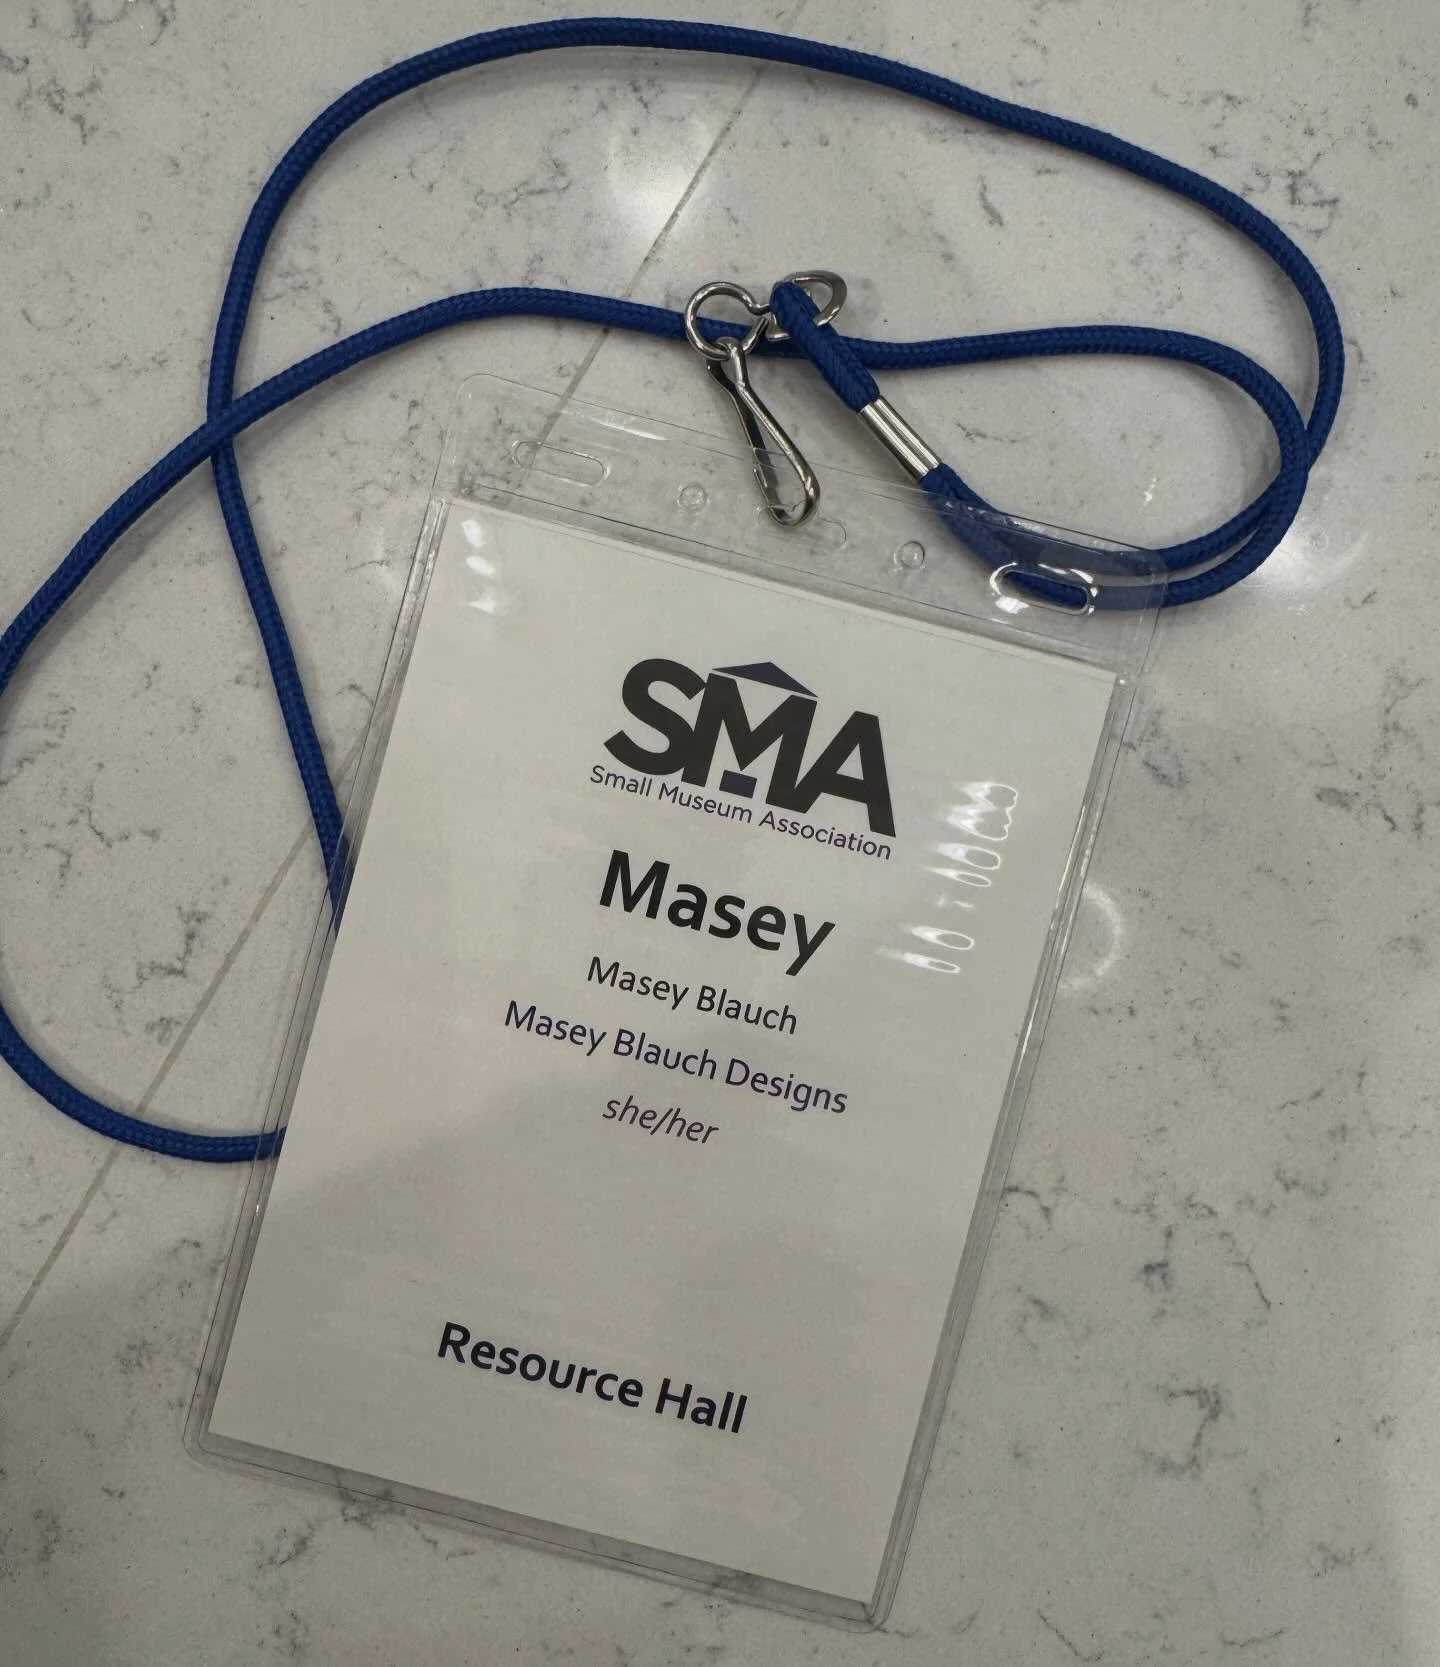 SMA
Small Museum Association
Masey
Masey Blauch
Masey Blauch Designs
she/her
Resource Hall